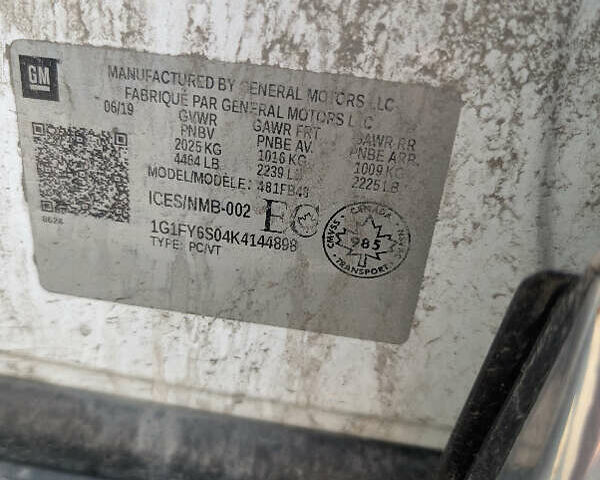 GM
MANUFACTURED BY GENERAL MOTORS LLC
FABRIQUÉ PAR GENERAL MOTORS LLC
06/19 GVWR GAWR FRT GAWR RR
PNBV PNBE AV. PNBE ARR
2025 KG 1016 KG 1009 KG
4464 LB 2239 LB 2225 LB
MODEL/MODÈLE: 481FB48
ICES/NMB-002 EC
1G1FY6S04K4144898
TYPE: PC/VT
CANADA
CMVSS 985 NSVAC
TRANSPORT